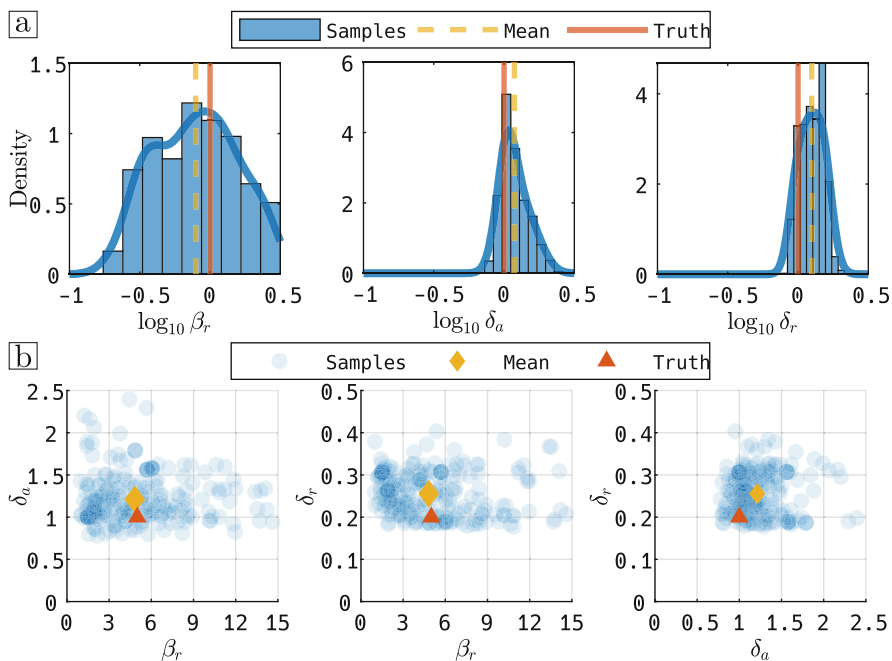 a
Samples Mean Truth
1.5
1
0.5
0
Density
-1 -0.5 0 0.5
log₁₀ βᵣ
6
4
2
0
-1 -0.5 0 0.5
log₁₀ δₐ
4
2
0
-1 -0.5 0 0.5
log₁₀ δᵣ
b
Samples Mean Truth
2.5
2
1.5
1
0.5
0
δₐ
0 3 6 9 12 15
βᵣ
0.5
0.4
0.3
0.2
0.1
0
δᵣ
0 3 6 9 12 15
βᵣ
0.5
0.4
0.3
0.2
0.1
0
δᵣ
0 0.5 1 1.5 2 2.5
δₐ